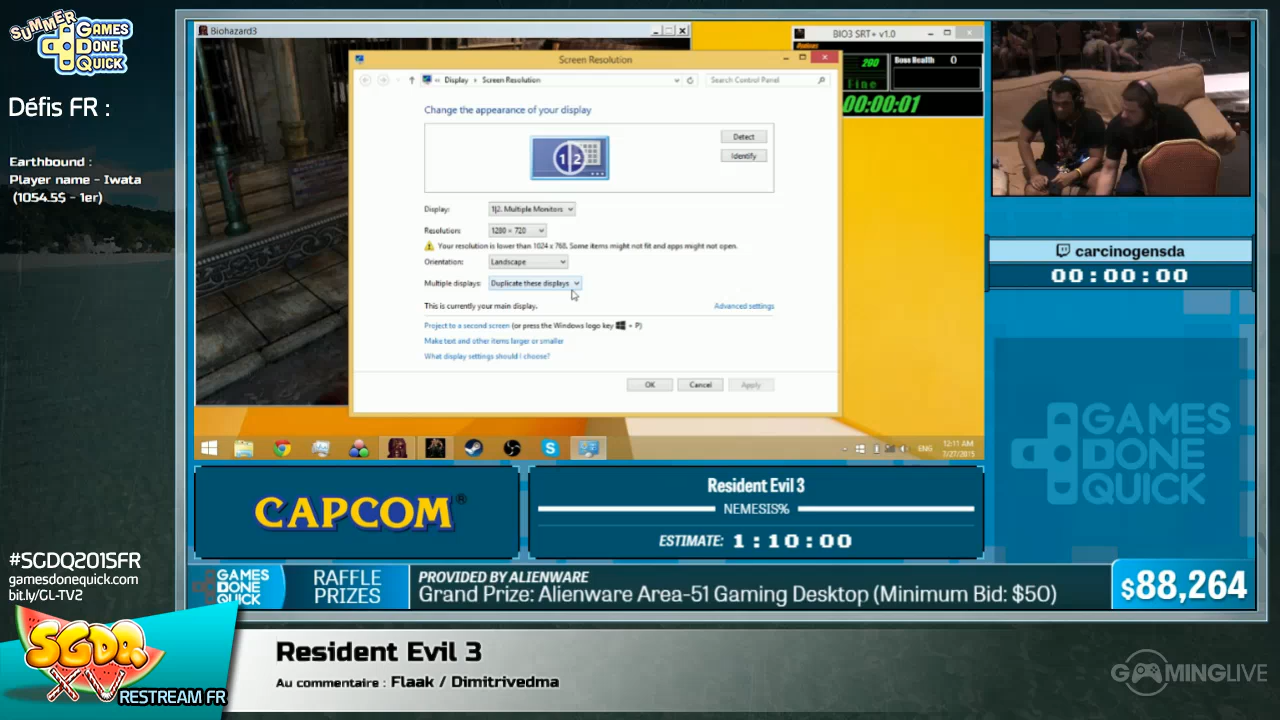 SUMMER
GAMES
DONE
QUICK
Défis FR :
Earthbound :
Player name - Iwata
(1054.5$ - 1er)
Biohazard3
BIO3 SRT+ v1.0
200
Boss Health 0
fine
00:00:01
Screen Resolution
Display › Screen Resolution
Search Control Panel
Change the appearance of your display
1 2
Detect
Identify
Display: 1|2. Multiple Monitors
Resolution: 1280 × 720
Your resolution is lower than 1024 x 768. Some items might not fit and apps might not open.
Orientation: Landscape
Multiple displays: Duplicate these displays
This is currently your main display.
Advanced settings
Project to a second screen (or press the Windows logo key + P)
Make text and other items larger or smaller
What display settings should I choose?
OK Cancel Apply
ENG
12:11 AM
7/27/2015
carcinogensda
00:00:00
GAMES
DONE
QUICK
CAPCOM®
Resident Evil 3
NEMESIS%
ESTIMATE: 1:10:00
#SGDQ2015FR
gamesdonequick.com
bit.ly/GL-TV2
GAMES
DONE
QUICK
RAFFLE
PRIZES
PROVIDED BY ALIENWARE
Grand Prize: Alienware Area-51 Gaming Desktop (Minimum Bid: $50)
$88,264
SGDQ
XV
RESTREAM FR
Resident Evil 3
Au commentaire : Flaak / Dimitrivedma
GAMINGLIVE